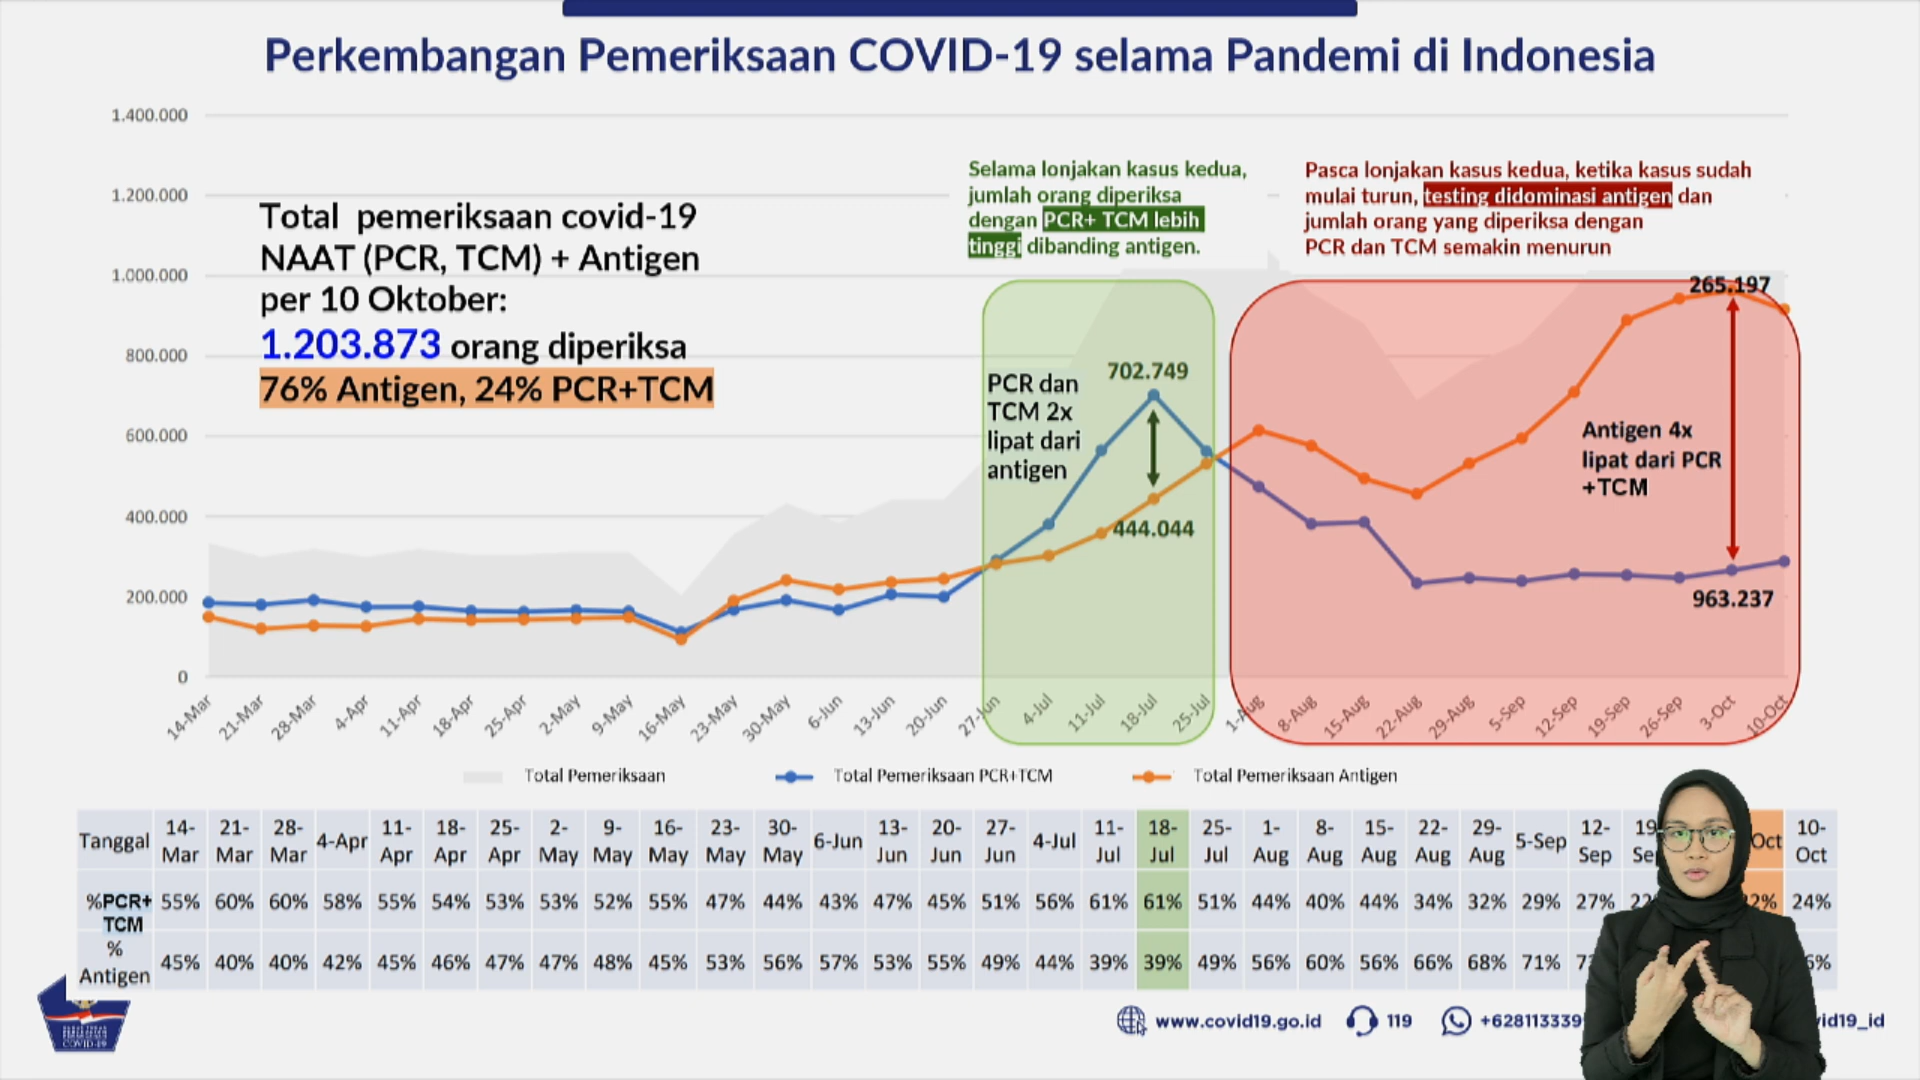 Perkembangan Pemeriksaan COVID-19 selama Pandemi di Indonesia
1.400.000
1.200.000
1.000.000
800.000
600.000
400.000
200.000
0
Total pemeriksaan covid-19
NAAT (PCR, TCM) + Antigen
per 10 Oktober:
1.203.873 orang diperiksa
76% Antigen, 24% PCR+TCM
Selama lonjakan kasus kedua,
jumlah orang diperiksa
dengan PCR+ TCM lebih
tinggi dibanding antigen.
Pasca lonjakan kasus kedua, ketika kasus sudah
mulai turun, testing didominasi antigen dan
jumlah orang yang diperiksa dengan
PCR dan TCM semakin menurun
PCR dan
TCM 2x
lipat dari
antigen
702.749
444.044
265.197
Antigen 4x
lipat dari PCR
+TCM
963.237
14-Mar 21-Mar 28-Mar 4-Apr 11-Apr 18-Apr 25-Apr 2-May 9-May 16-May 23-May 30-May 6-Jun 13-Jun 20-Jun 27-Jun 4-Jul 11-Jul 18-Jul 25-Jul 1-Aug 8-Aug 15-Aug 22-Aug 29-Aug 5-Sep 12-Sep 19-Sep 26-Sep 3-Oct 10-Oct
Total Pemeriksaan Total Pemeriksaan PCR+TCM Total Pemeriksaan Antigen
Tanggal 14-Mar 21-Mar 28-Mar 4-Apr 11-Apr 18-Apr 25-Apr 2-May 9-May 16-May 23-May 30-May 6-Jun 13-Jun 20-Jun 27-Jun 4-Jul 11-Jul 18-Jul 25-Jul 1-Aug 8-Aug 15-Aug 22-Aug 29-Aug 5-Sep 12-Sep 19 Oct 10-Oct
%PCR+TCM 55% 60% 60% 58% 55% 54% 53% 53% 52% 55% 47% 44% 43% 47% 45% 51% 56% 61% 61% 51% 44% 40% 44% 34% 32% 29% 27% 24%
% Antigen 45% 40% 40% 42% 45% 46% 47% 47% 48% 45% 53% 56% 57% 53% 55% 49% 44% 39% 39% 49% 56% 60% 56% 66% 68% 71%
COVID-19
www.covid19.go.id 119 +628113339